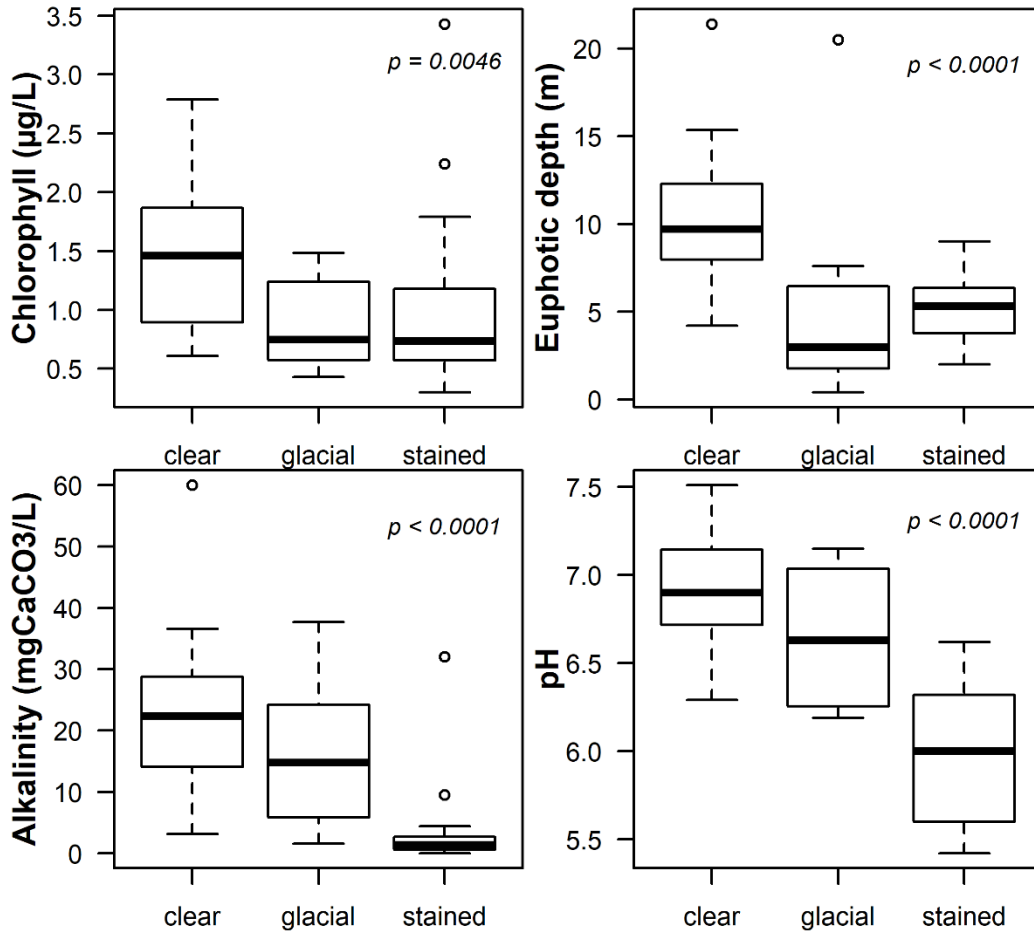 Chlorophyll (µg/L)
3.5
3.0
2.5
2.0
1.5
1.0
0.5
p = 0.0046
clear glacial stained
Euphotic depth (m)
20
15
10
5
0
p < 0.0001
clear glacial stained
Alkalinity (mgCaCO3/L)
60
50
40
30
20
10
0
p < 0.0001
clear glacial stained
pH
7.5
7.0
6.5
6.0
5.5
p < 0.0001
clear glacial stained